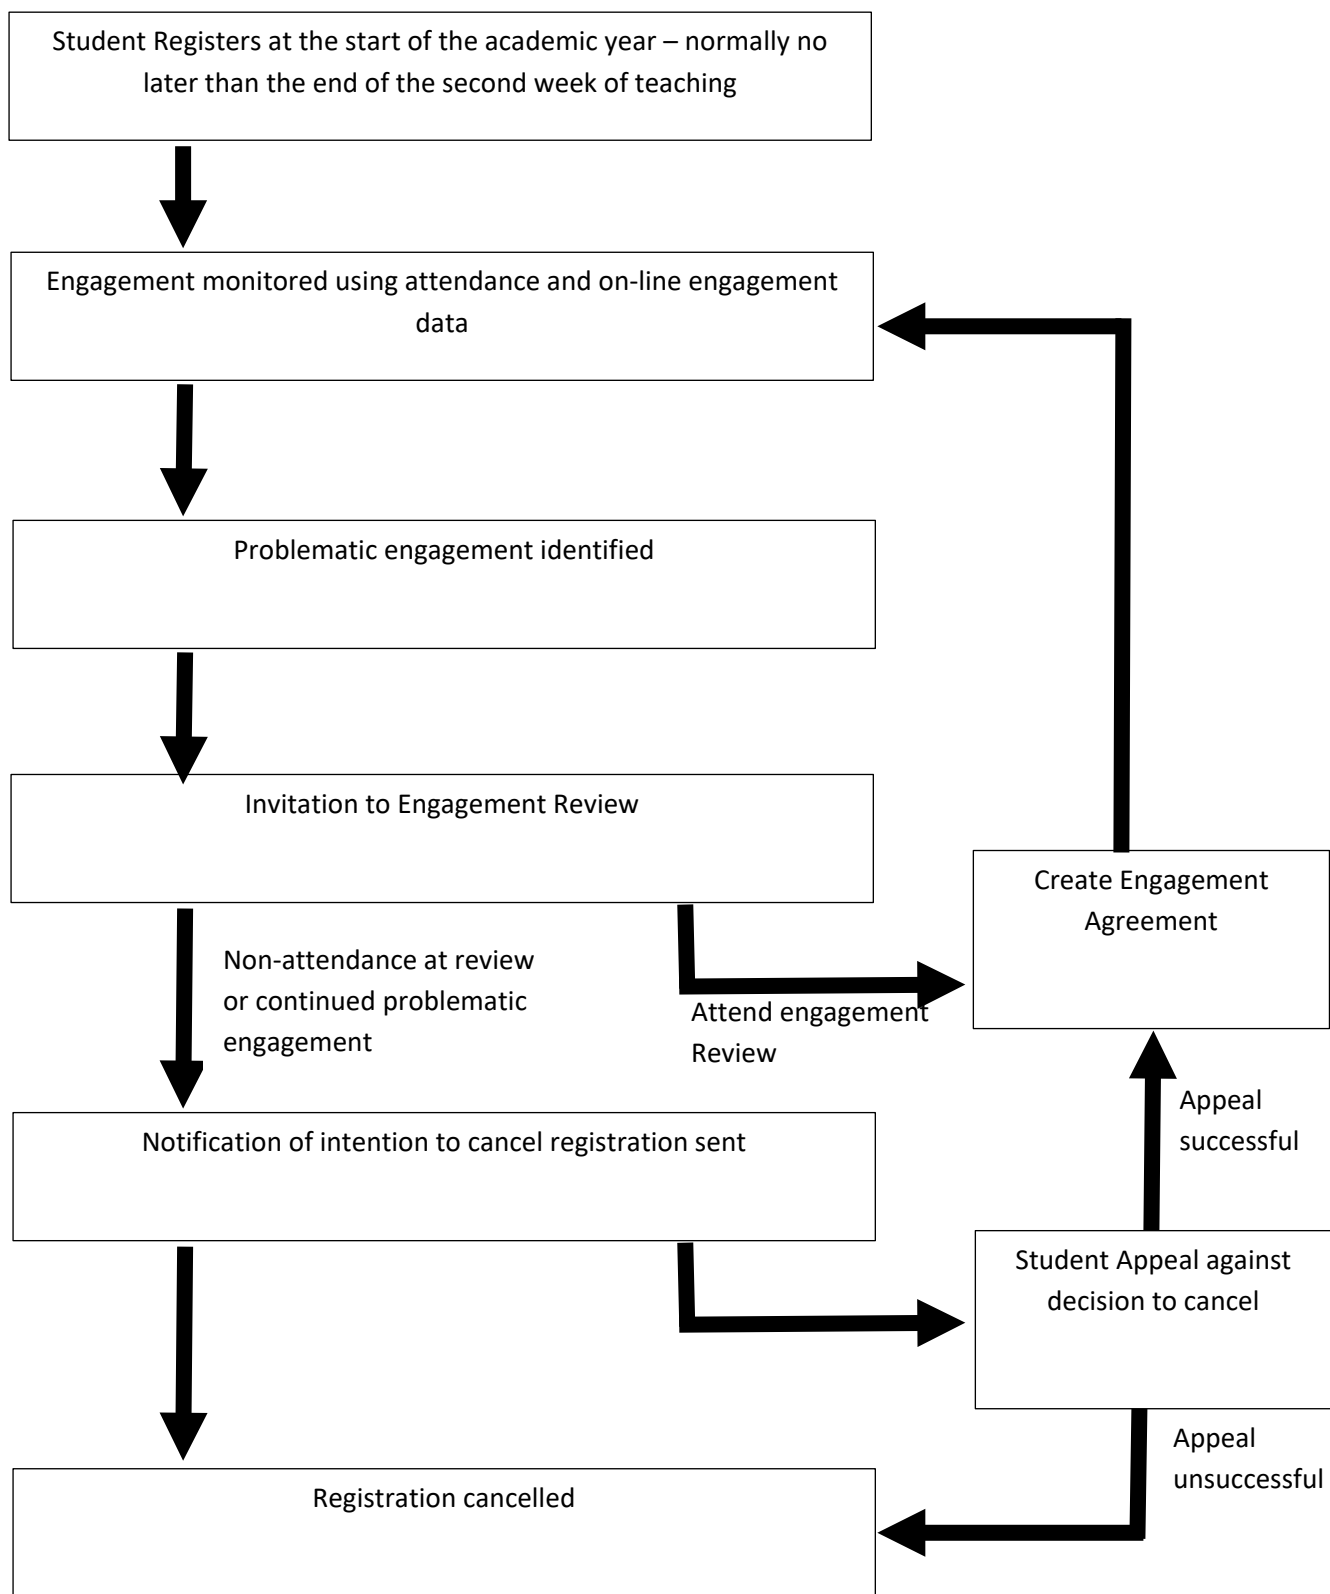 Student Registers at the start of the academic year – normally no
later than the end of the second week of teaching
Engagement monitored using attendance and on-line engagement
data
Problematic engagement identified
Invitation to Engagement Review
Create Engagement
Agreement
Non-attendance at review
or continued problematic
engagement
Attend engagement
Review
Appeal
successful
Notification of intention to cancel registration sent
Student Appeal against
decision to cancel
Appeal
unsuccessful
Registration cancelled